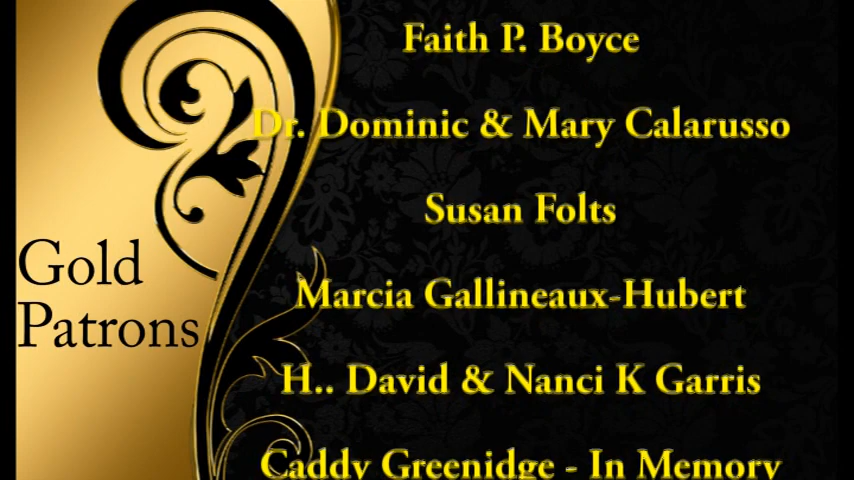 Gold
Patrons
Faith P. Boyce
Dr. Dominic & Mary Calarusso
Susan Folts
Marcia Gallineaux-Hubert
H.. David & Nanci K Garris
Caddy Greenidge - In Memory